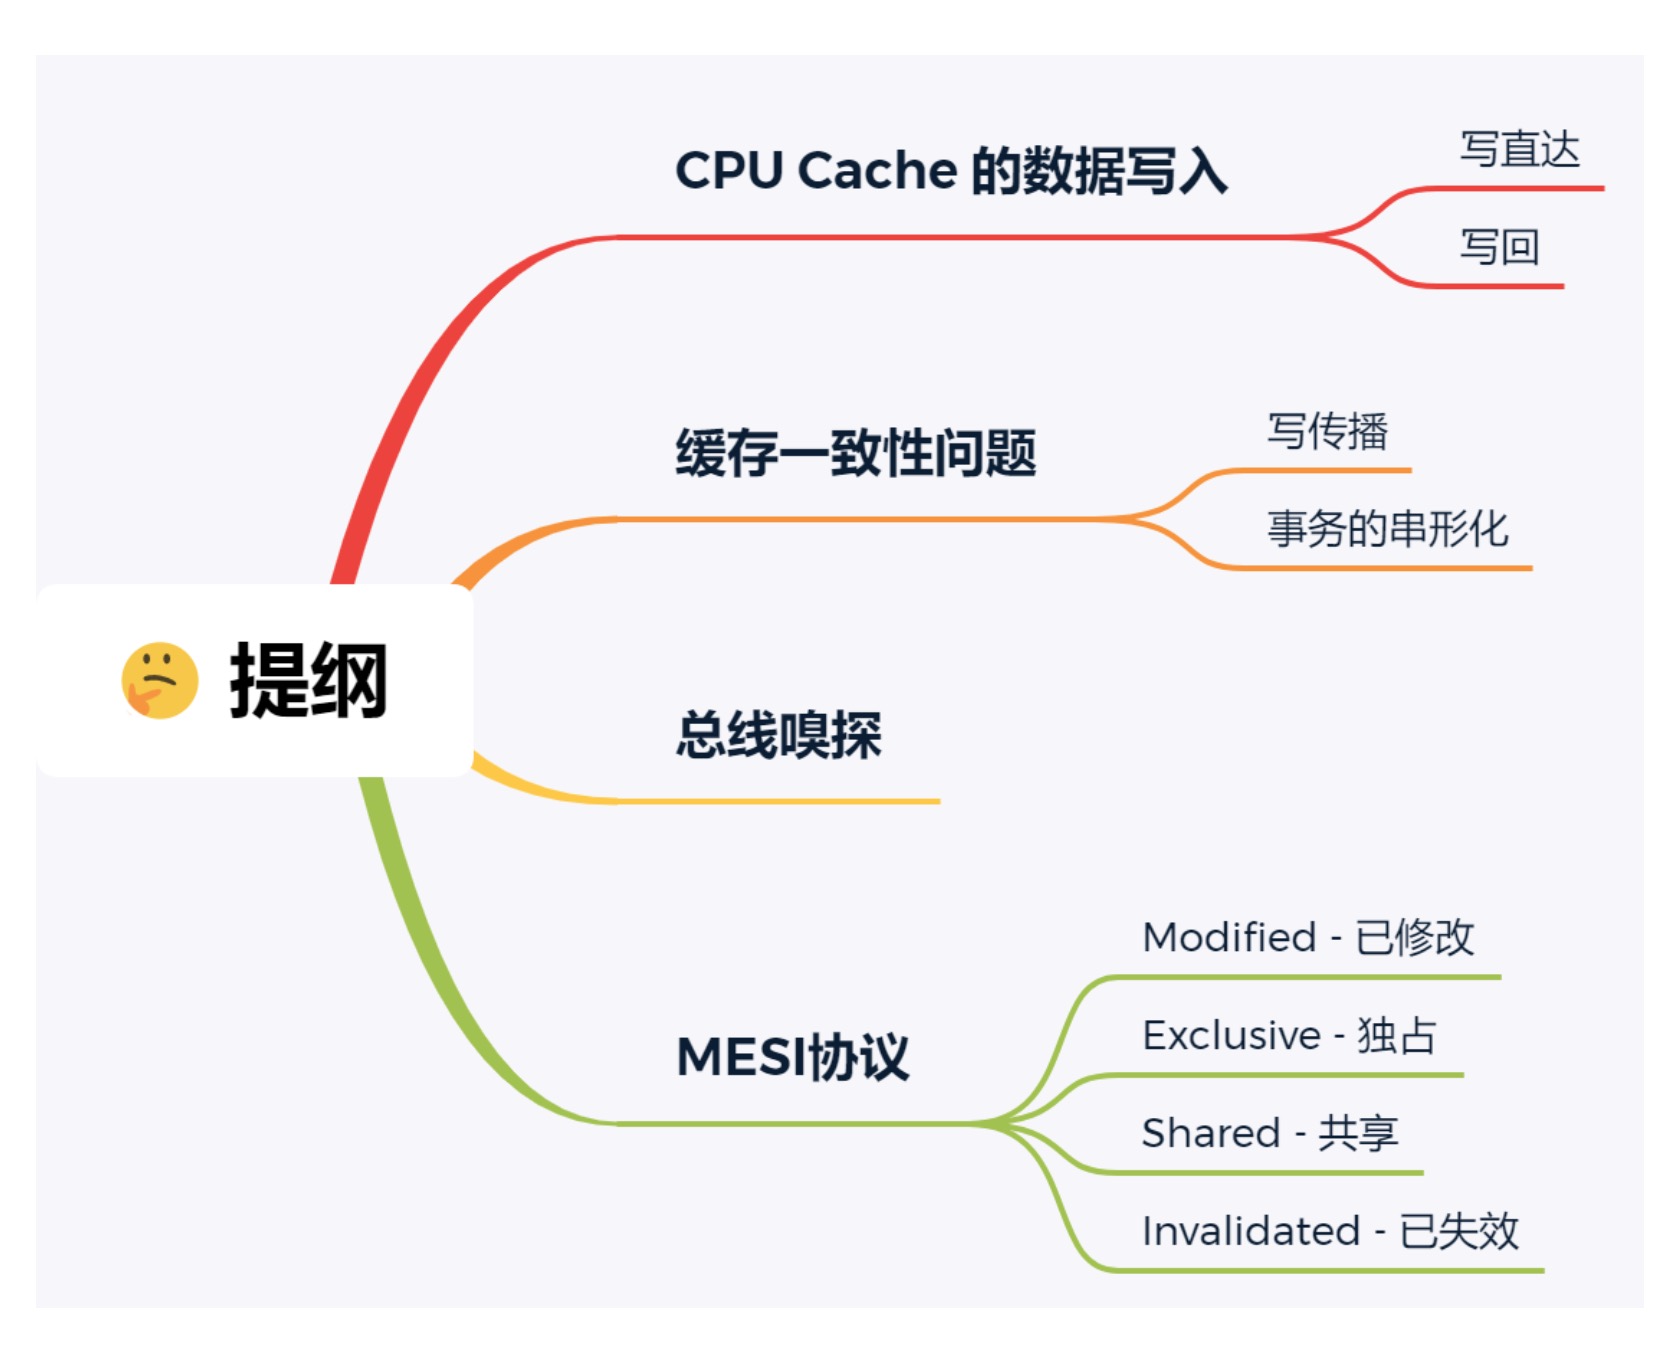 🤔 提纲
CPU Cache 的数据写入
写直达
写回
缓存一致性问题
写传播
事务的串形化
总线嗅探
MESI协议
Modified - 已修改
Exclusive - 独占
Shared - 共享
Invalidated - 已失效